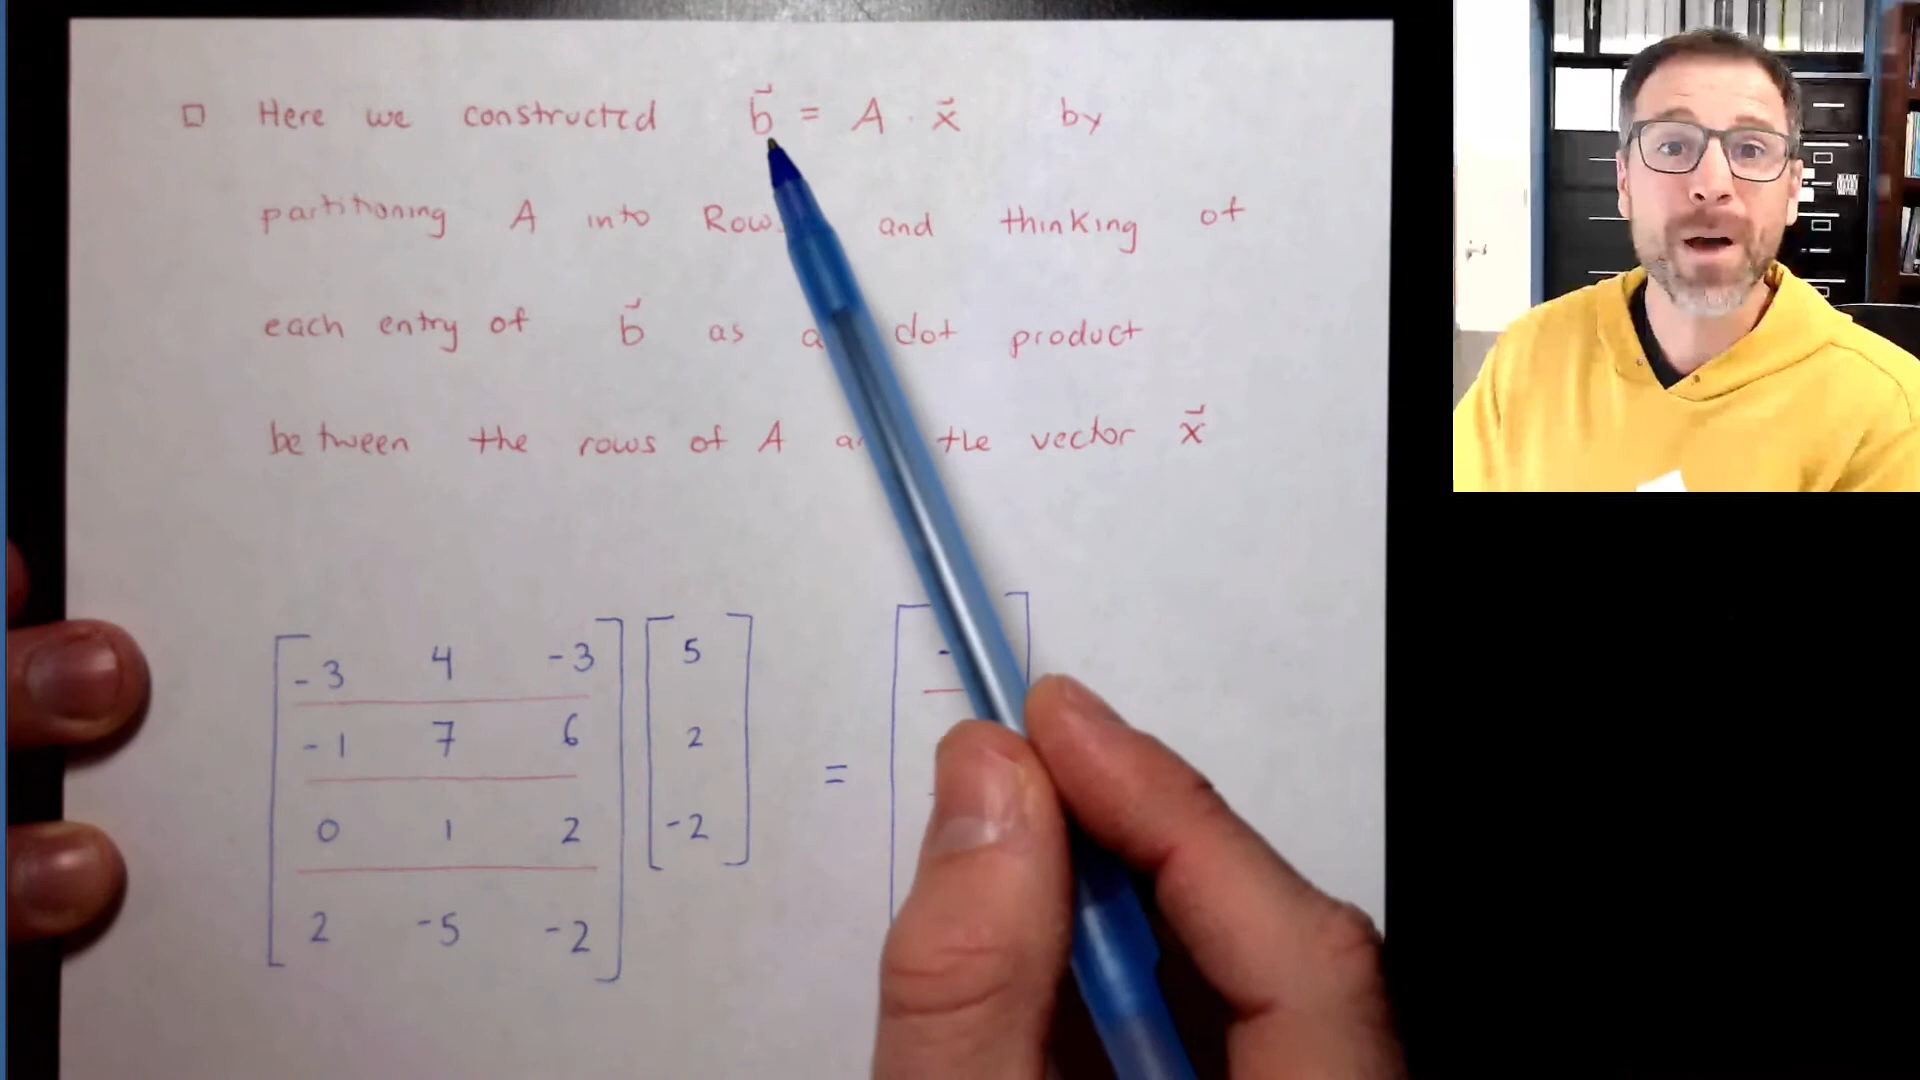 □ Here we constructed b⃗ = A · x⃗ by
partitioning A into Rows and thinking of
each entry of b⃗ as a dot product
between the rows of A the vector x⃗
-3 4 -3 5
-1 7 6 2
=
0 1 2 -2
2 -5 -2